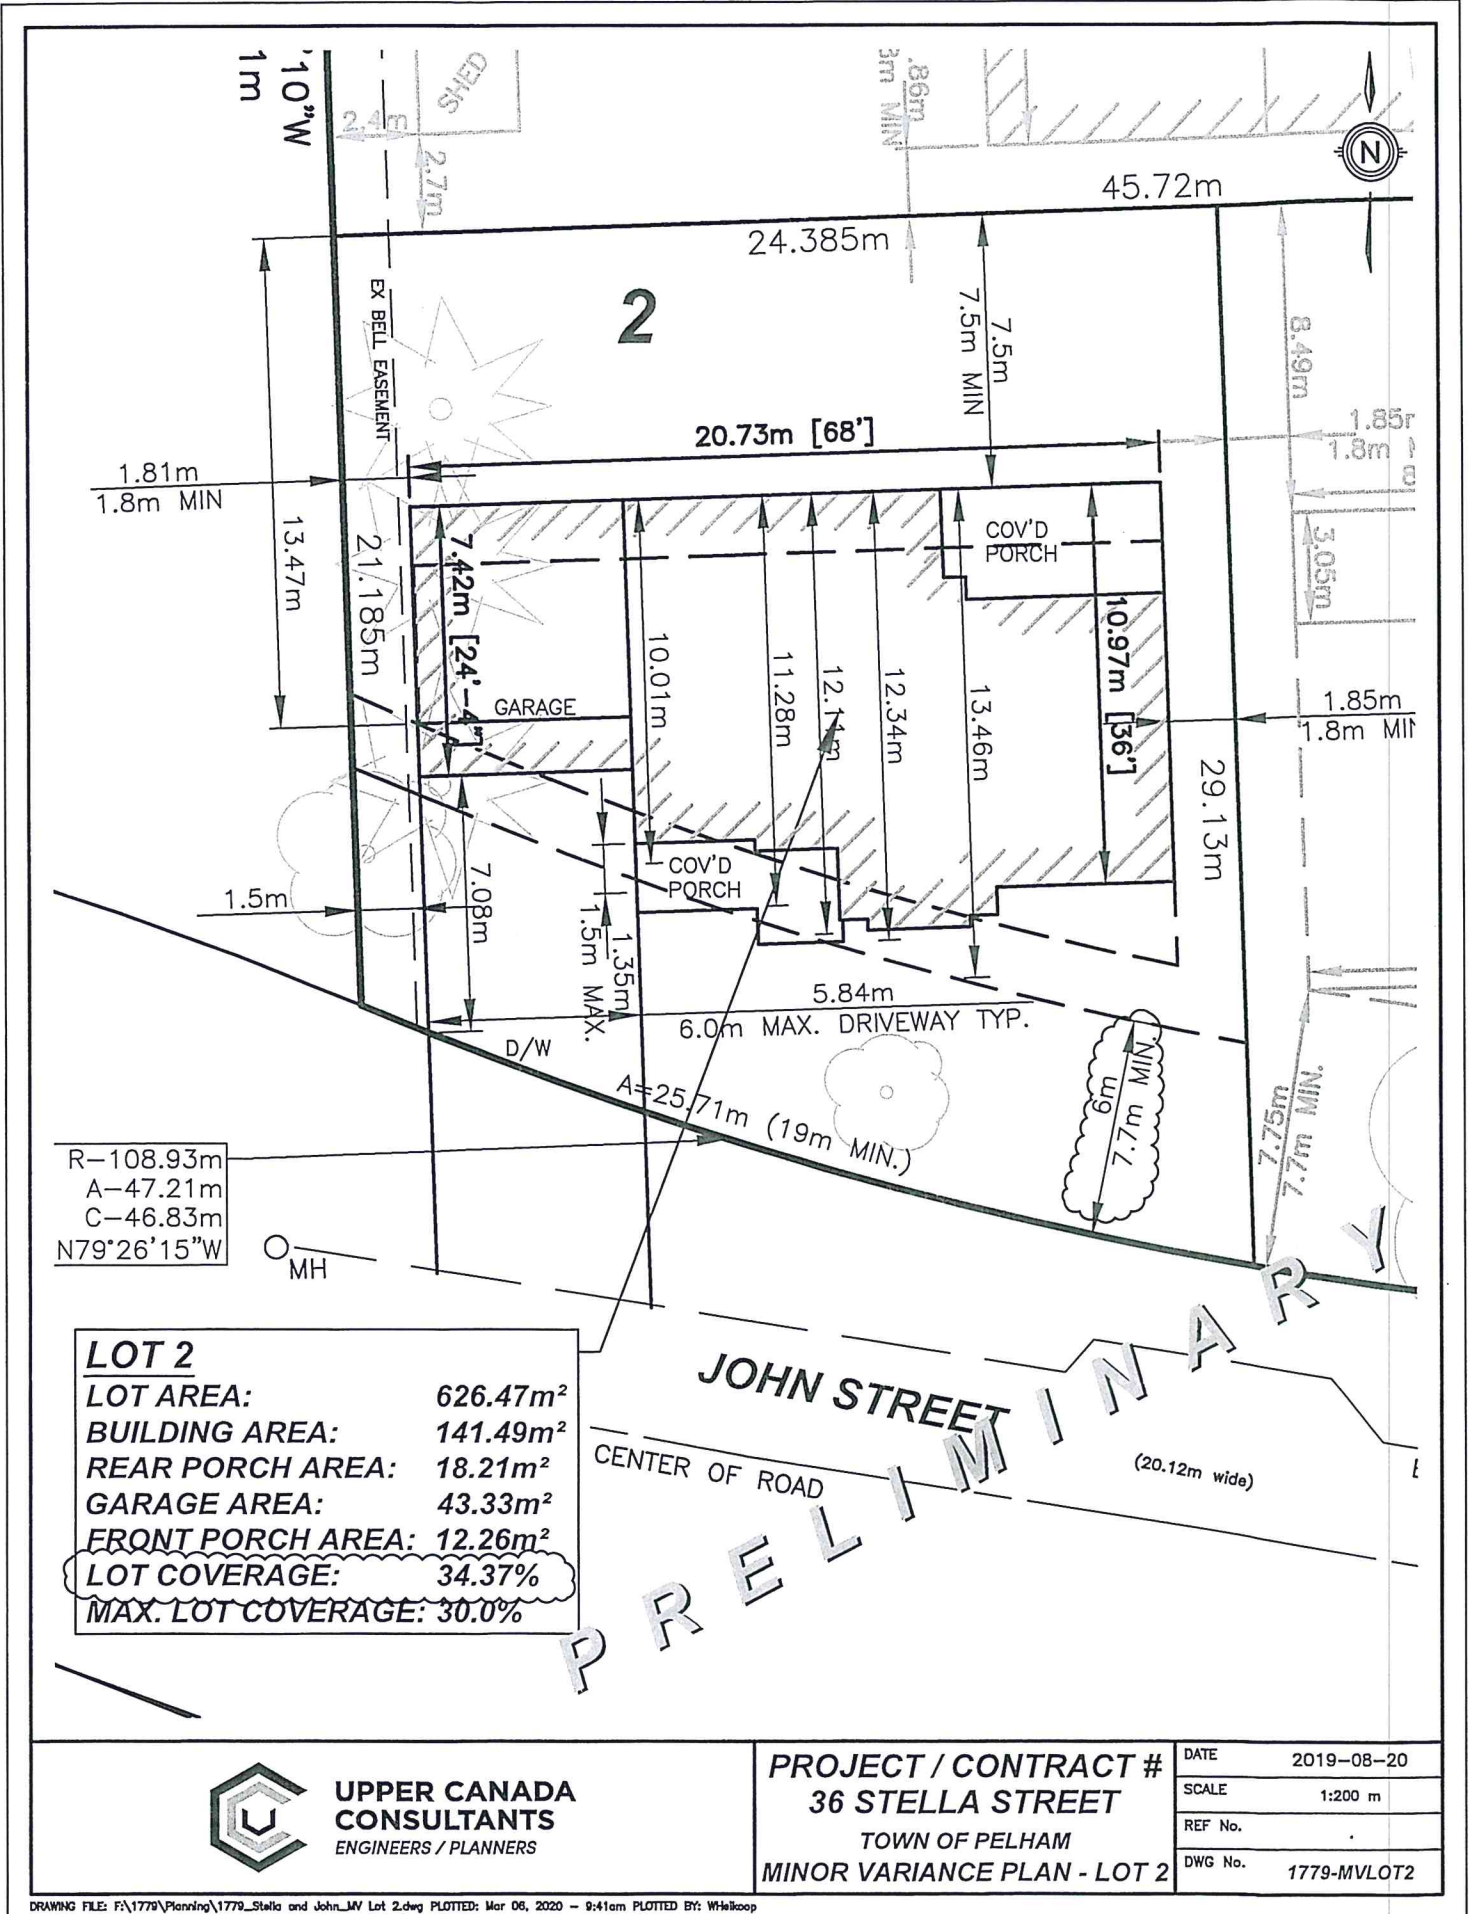 '10"W
1m
SHED
2.4m
2.7m
.86m
3m MIN
N
45.72m
24.385m
EX BELL EASEMENT
2
7.5m
7.5m MIN
8.49m
20.73m [68']
1.85m
1.8m
8
1.81m
1.8m MIN
13.47m
21.185m
7.42m [24'-4"]
COV'D
PORCH
3.05m
10.01m
11.28m
12.11m
12.34m
13.46m
10.97m [36']
GARAGE
1.85m
1.8m MIN
29.13m
COV'D
PORCH
1.5m
7.08m
1.35m
1.5m MAX.
5.84m
6.0m MAX. DRIVEWAY TYP.
D/W
A=25.71m (19m MIN.)
6m
7.7m MIN.
7.75m
7.7m MIN.
R-108.93m
A-47.21m
C-46.83m
N79°26'15"W
MH
LOT 2
LOT AREA: 626.47m²
BUILDING AREA: 141.49m²
REAR PORCH AREA: 18.21m²
GARAGE AREA: 43.33m²
FRONT PORCH AREA: 12.26m²
LOT COVERAGE: 34.37%
MAX. LOT COVERAGE: 30.0%
JOHN STREET
CENTER OF ROAD
(20.12m wide)
PRELIMINARY
UPPER CANADA
CONSULTANTS
ENGINEERS / PLANNERS
PROJECT / CONTRACT #
36 STELLA STREET
TOWN OF PELHAM
MINOR VARIANCE PLAN - LOT 2
DATE 2019-08-20
SCALE 1:200 m
REF No. .
DWG No. 1779-MVLOT2
DRAWING FILE: F:\1779\Planning\1779_Stella and John_MV Lot 2.dwg PLOTTED: Mar 06, 2020 - 9:41am PLOTTED BY: WHeikoop